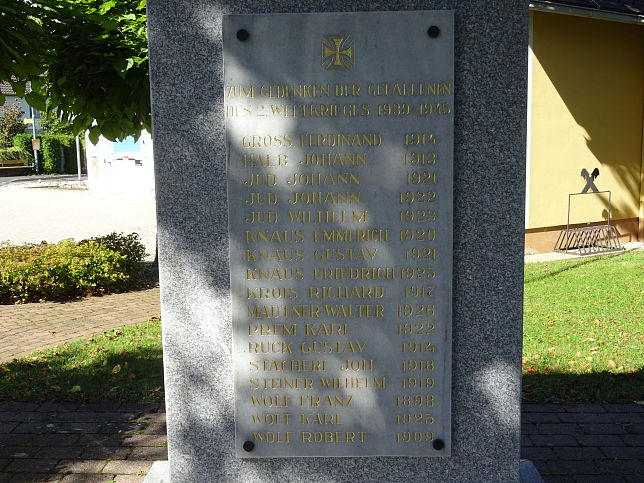 ZUM GEDENKEN DER GEFALLENEN
DES 2. WELTKRIEGES 1939-1945
GROSS FERDINAND 1914
HALB JOHANN 1913
JUD JOHANN 1921
JUD JOHANN 1922
JUD WILHELM 1923
KNAUS EMMERICH 1920
KNAUS GUSTAV 1921
KNAUS FRIEDRICH 1925
KROIS RICHARD 1917
MAUTNER WALTER 1926
PREM KARL 1922
RUCK GUSTAV 1914
STACHERL JOH. 1918
STEINER WILHELM 1919
WOLF FRANZ 1898
WOLF KARL 1925
WOLF ROBERT 1909